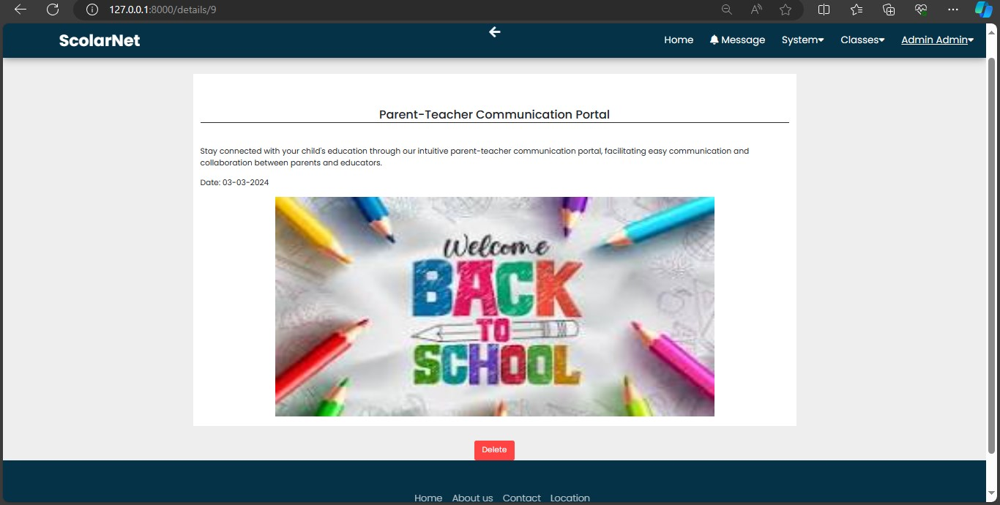 127.0.0.1:8000/details/9
ScolarNet
Home Message System Classes Admin Admin
Parent-Teacher Communication Portal
Stay connected with your child's education through our intuitive parent-teacher communication portal, facilitating easy communication and
collaboration between parents and educators.
Date: 03-03-2024
Welcome
BACK
TO
SCHOOL
Delete
Home About us Contact Location